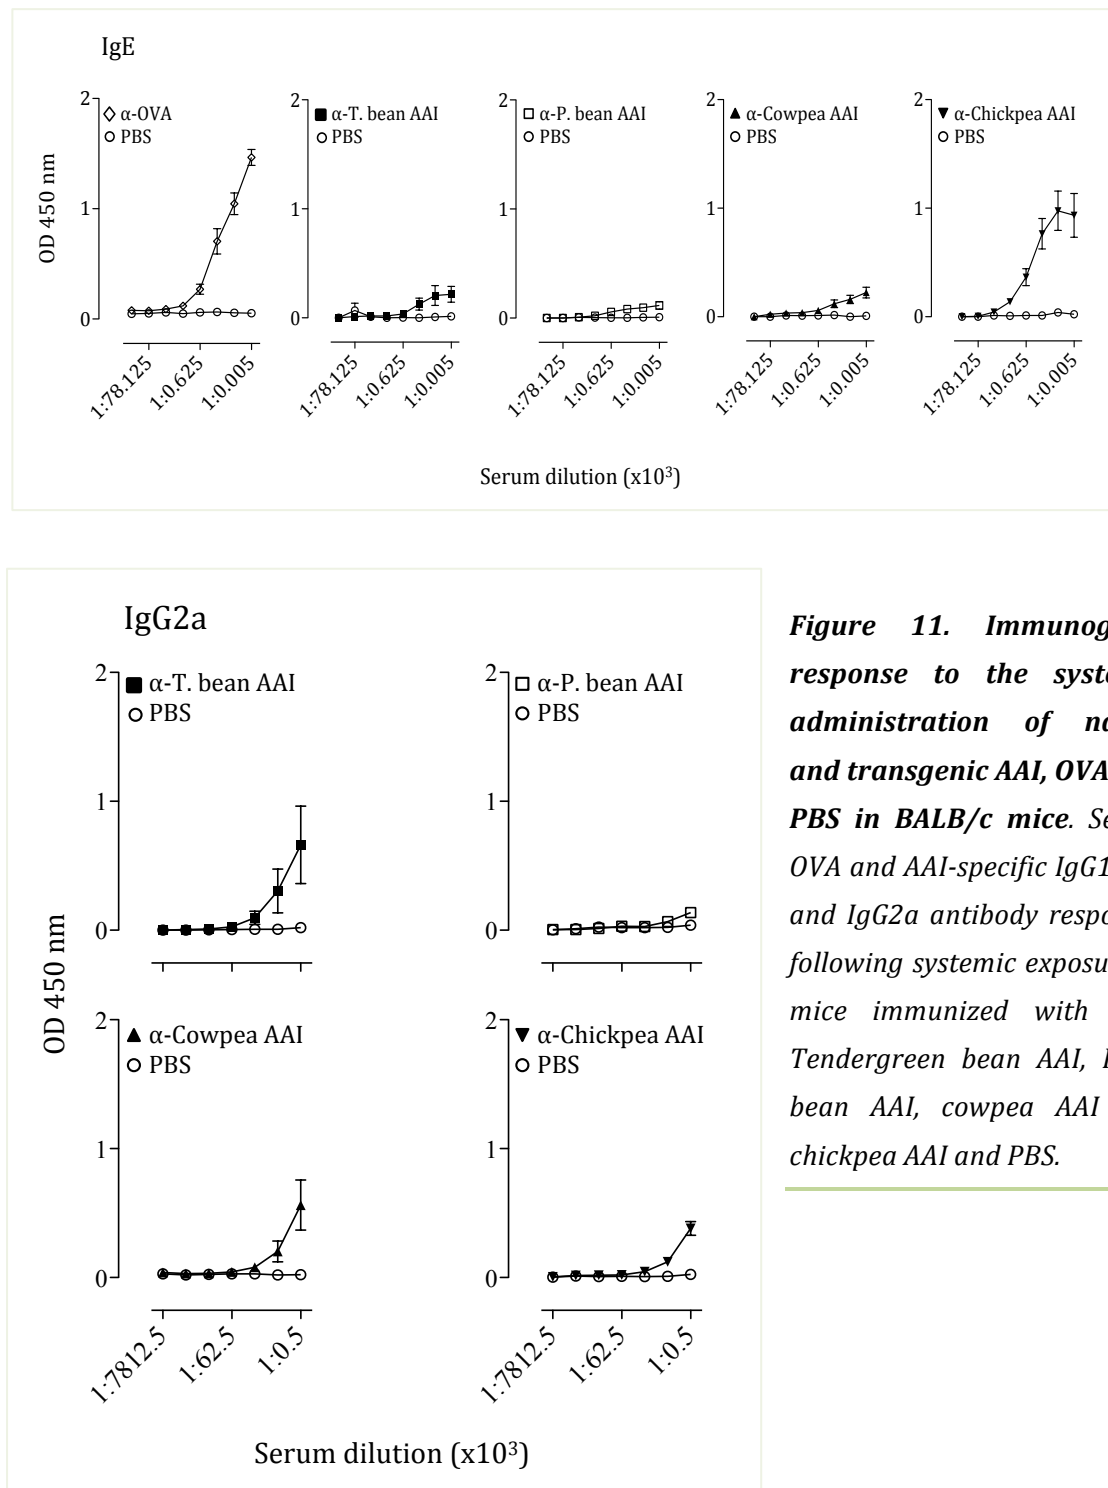 IgE
2 2 2 2 2
α-OVA α-T. bean AAI α-P. bean AAI α-Cowpea AAI α-Chickpea AAI
PBS PBS PBS PBS PBS
OD 450 nm
1 1 1 1 1
0 0 0 0 0
1:78.125 1:0.625 1:0.005 1:78.125 1:0.625 1:0.005 1:78.125 1:0.625 1:0.005 1:78.125 1:0.625 1:0.005 1:78.125 1:0.625 1:0.005
Serum dilution (x10³)
IgG2a
2 2
α-T. bean AAI α-P. bean AAI
PBS PBS
1 1
0 0
OD 450 nm
2 2
α-Cowpea AAI α-Chickpea AAI
PBS PBS
1 1
0 0
1:7812.5 1:62.5 1:0.5 1:7812.5 1:62.5 1:0.5
Serum dilution (x10³)
Figure 11. Immunog
response to the syste
administration of na
and transgenic AAI, OVA
PBS in BALB/c mice. Se
OVA and AAI-specific IgG1
and IgG2a antibody respo
following systemic exposu
mice immunized with
Tendergreen bean AAI,
bean AAI, cowpea AAI
chickpea AAI and PBS.